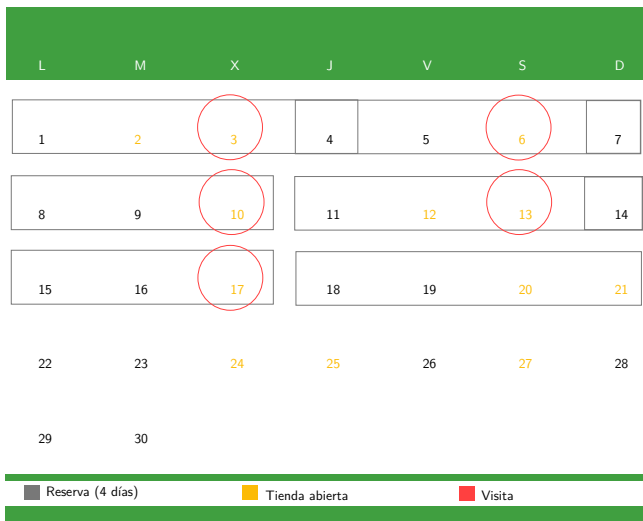 L M X J V S D
1 2 3 4 5 6 7
8 9 10 11 12 13 14
15 16 17 18 19 20 21
22 23 24 25 26 27 28
29 30
Reserva (4 días) Tienda abierta Visita